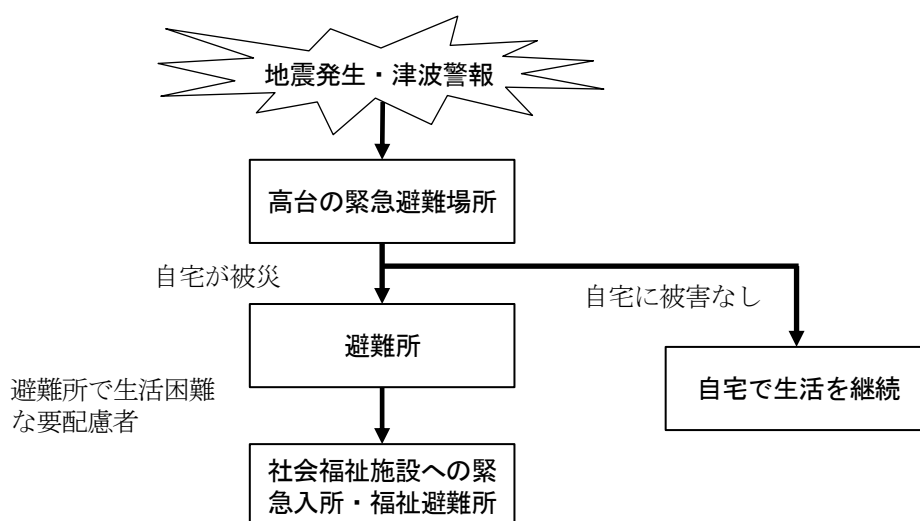 地震発生・津波警報
高台の緊急避難場所
自宅が被災
自宅に被害なし
避難所
避難所で生活困難
な要配慮者
自宅で生活を継続
社会福祉施設への緊
急入所・福祉避難所